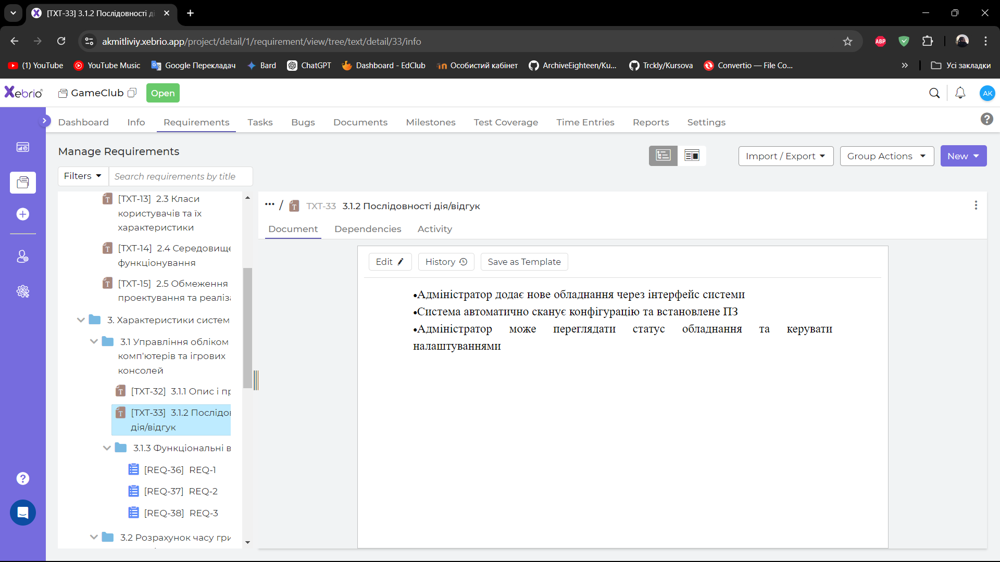 [TXT-33] 3.1.2 Послідовності ді
akmitliviy.xebrio.app/project/detail/1/requirement/view/tree/text/detail/33/info
ABP
(1) YouTube
YouTube Music
Google Перекладач
Bard
ChatGPT
Dashboard - EdClub
Особистий кабінет
ArchiveEighteen/Ku...
Trckly/Kursova
Convertio — File Co...
»
Усі закладки
Xebrio
GameClub
Open
AK
Dashboard
Info
Requirements
Tasks
Bugs
Documents
Milestones
Test Coverage
Time Entries
Reports
Settings
Manage Requirements
Import / Export
Group Actions
New
Filters
Search requirements by title
[TXT-13] 2.3 Класи
користувачів та їх
характеристики
[TXT-14] 2.4 Середовище
функціонування
[TXT-15] 2.5 Обмеження
проектування та реаліза
3. Характеристики систем
3.1 Управління обліком
комп'ютерів та ігрових
консолей
[TXT-32] 3.1.1 Опис і пр
[TXT-33] 3.1.2 Послідов
дія/відгук
3.1.3 Функціональні в
[REQ-36] REQ-1
[REQ-37] REQ-2
[REQ-38] REQ-3
3.2 Розрахунок часу гри
... / TXT-33 3.1.2 Послідовності дія/відгук
Document
Dependencies
Activity
Edit
History
Save as Template
•Адміністратор додає нове обладнання через інтерфейс системи
•Система автоматично сканує конфігурацію та встановлене ПЗ
•Адміністратор може переглядати статус обладнання та керувати
налаштуваннями